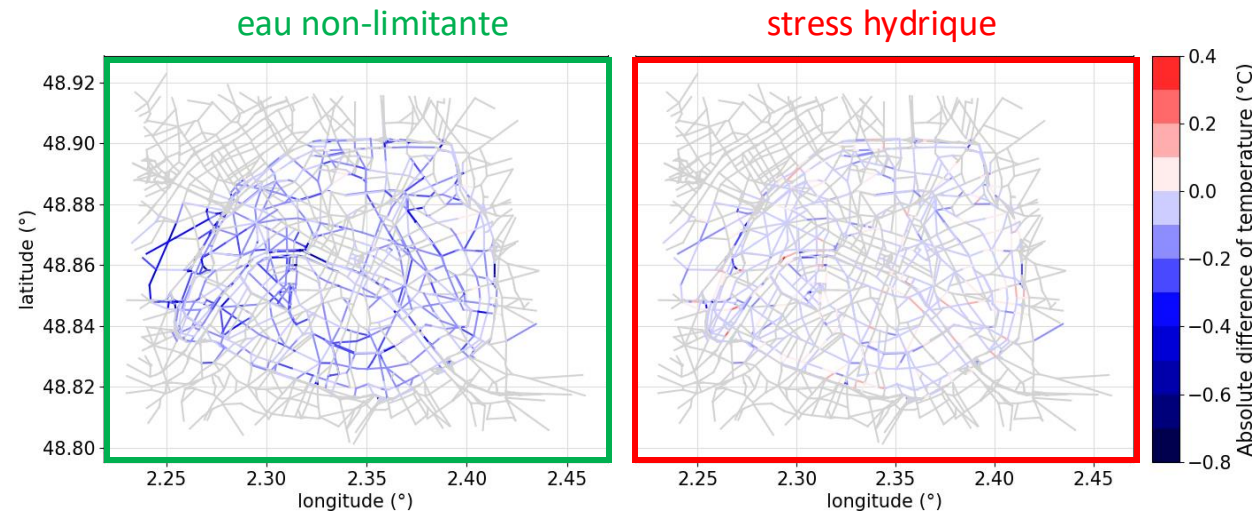 eau non-limitante
stress hydrique
48.92
48.90
48.88
48.86
48.84
48.82
48.80
latitude (°)
2.25 2.30 2.35 2.40 2.45
longitude (°)
2.25 2.30 2.35 2.40 2.45
longitude (°)
0.4
0.2
0.0
−0.2
−0.4
−0.6
−0.8
Absolute difference of temperature (°C)